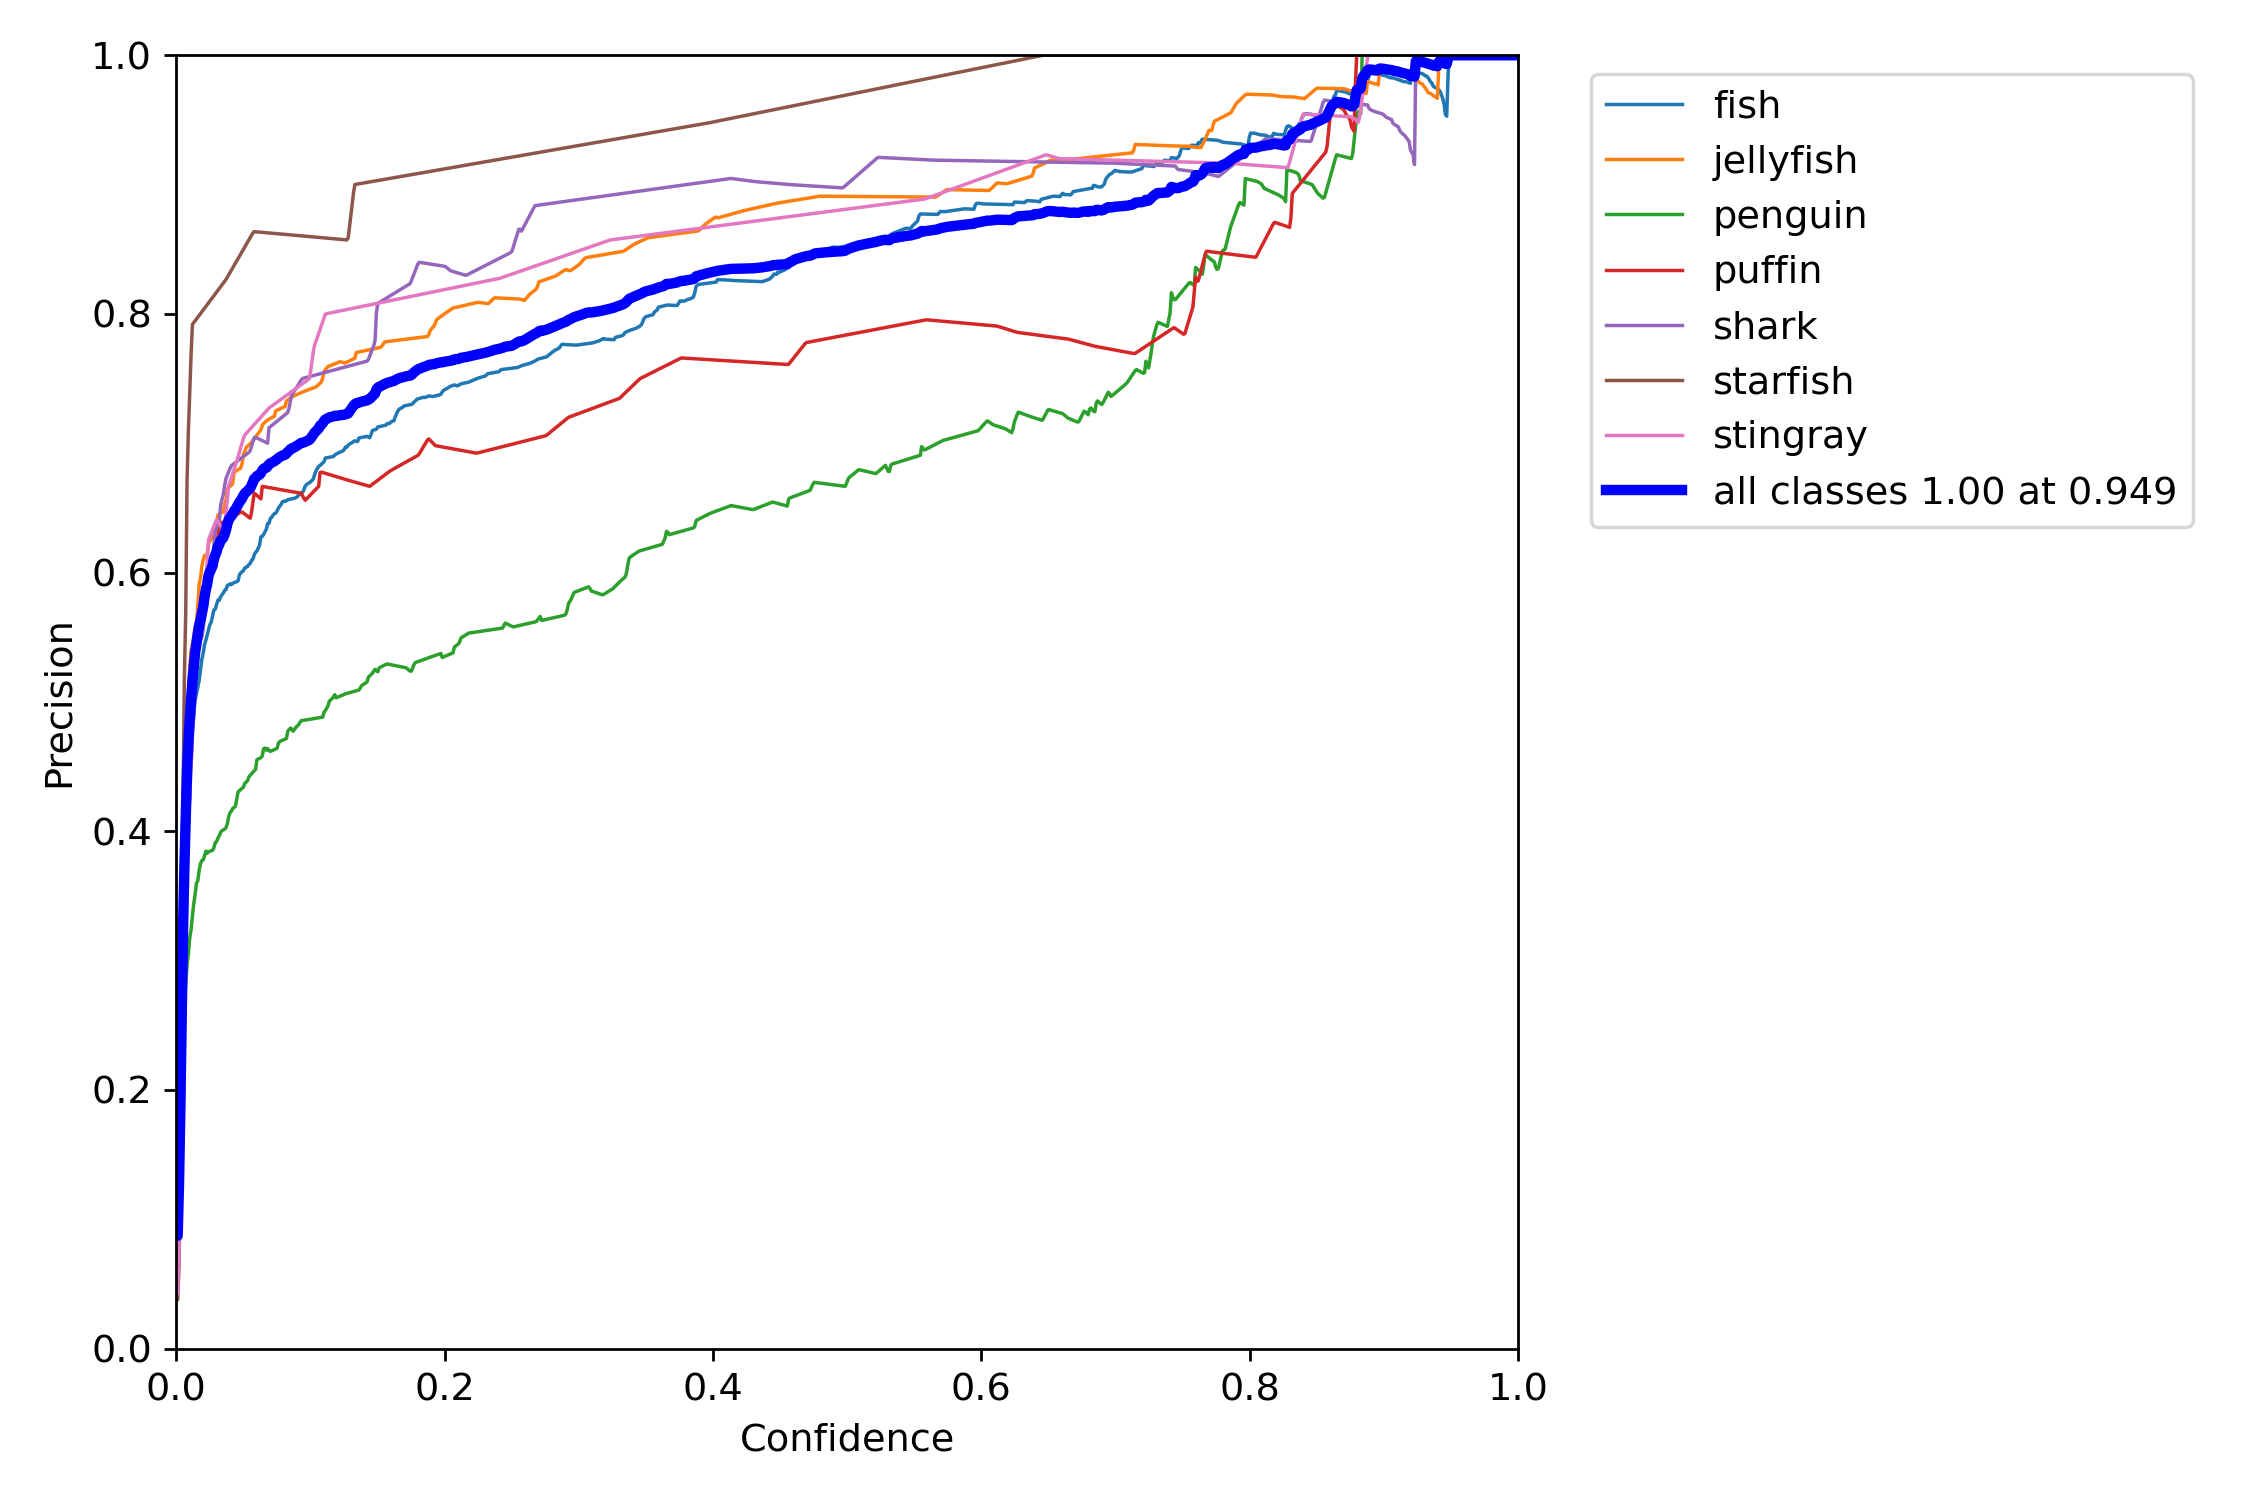 1.0
0.8
0.6
0.4
0.2
0.0
0.0 0.2 0.4 0.6 0.8 1.0
Precision
Confidence
fish
jellyfish
penguin
puffin
shark
starfish
stingray
all classes 1.00 at 0.949